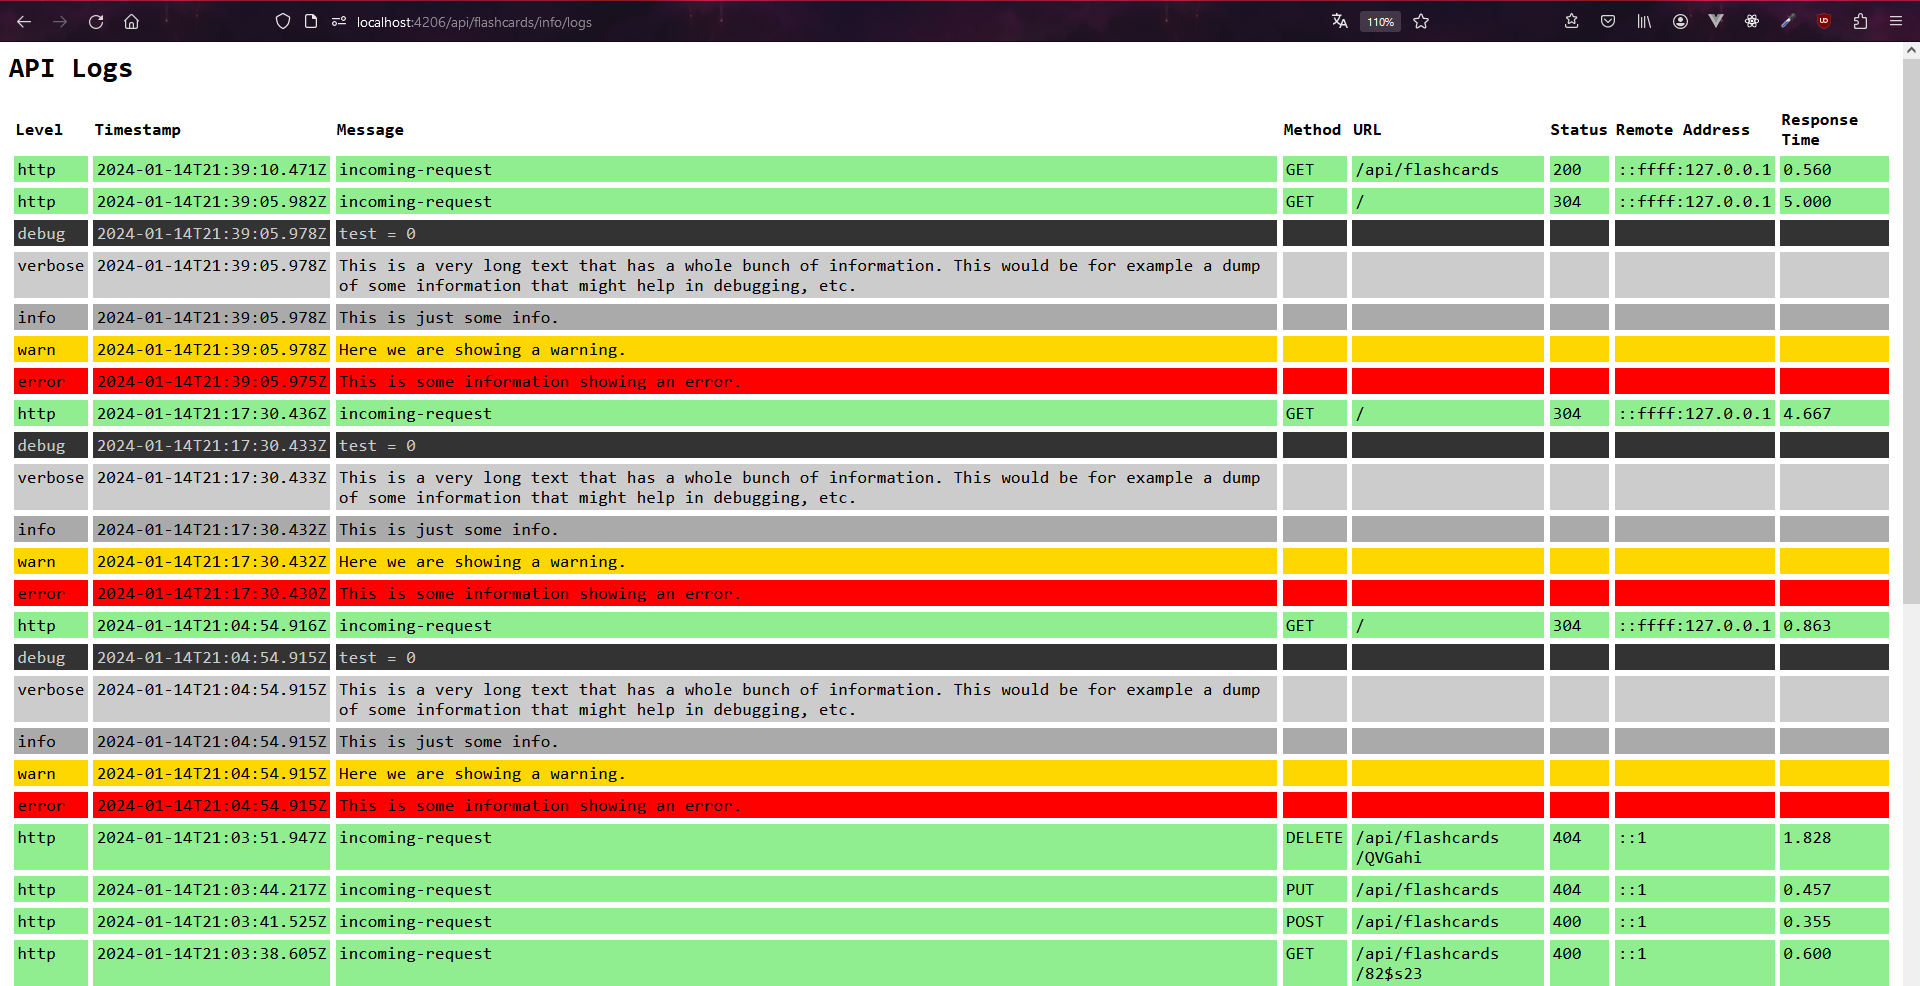 localhost:4206/api/flashcards/info/logs
110%
API Logs
Level Timestamp Message Method URL Status Remote Address Response Time
http 2024-01-14T21:39:10.471Z incoming-request GET /api/flashcards 200 ::ffff:127.0.0.1 0.560
http 2024-01-14T21:39:05.982Z incoming-request GET / 304 ::ffff:127.0.0.1 5.000
debug 2024-01-14T21:39:05.978Z test = 0
verbose 2024-01-14T21:39:05.978Z This is a very long text that has a whole bunch of information. This would be for example a dump
of some information that might help in debugging, etc.
info 2024-01-14T21:39:05.978Z This is just some info.
warn 2024-01-14T21:39:05.978Z Here we are showing a warning.
error 2024-01-14T21:39:05.975Z This is some information showing an error.
http 2024-01-14T21:17:30.436Z incoming-request GET / 304 ::ffff:127.0.0.1 4.667
debug 2024-01-14T21:17:30.433Z test = 0
verbose 2024-01-14T21:17:30.433Z This is a very long text that has a whole bunch of information. This would be for example a dump
of some information that might help in debugging, etc.
info 2024-01-14T21:17:30.432Z This is just some info.
warn 2024-01-14T21:17:30.432Z Here we are showing a warning.
error 2024-01-14T21:17:30.430Z This is some information showing an error.
http 2024-01-14T21:04:54.916Z incoming-request GET / 304 ::ffff:127.0.0.1 0.863
debug 2024-01-14T21:04:54.915Z test = 0
verbose 2024-01-14T21:04:54.915Z This is a very long text that has a whole bunch of information. This would be for example a dump
of some information that might help in debugging, etc.
info 2024-01-14T21:04:54.915Z This is just some info.
warn 2024-01-14T21:04:54.915Z Here we are showing a warning.
error 2024-01-14T21:04:54.915Z This is some information showing an error.
http 2024-01-14T21:03:51.947Z incoming-request DELETE /api/flashcards 404 ::1 1.828
/QVGahi
http 2024-01-14T21:03:44.217Z incoming-request PUT /api/flashcards 404 ::1 0.457
http 2024-01-14T21:03:41.525Z incoming-request POST /api/flashcards 400 ::1 0.355
http 2024-01-14T21:03:38.605Z incoming-request GET /api/flashcards 400 ::1 0.600
/82$s23